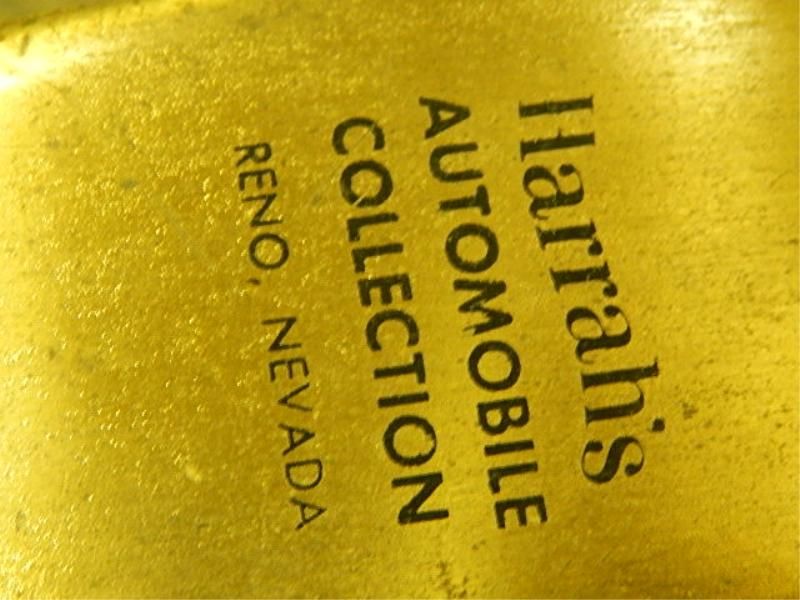 Harrah's
AUTOMOBILE
COLLECTION
RENO, NEVADA